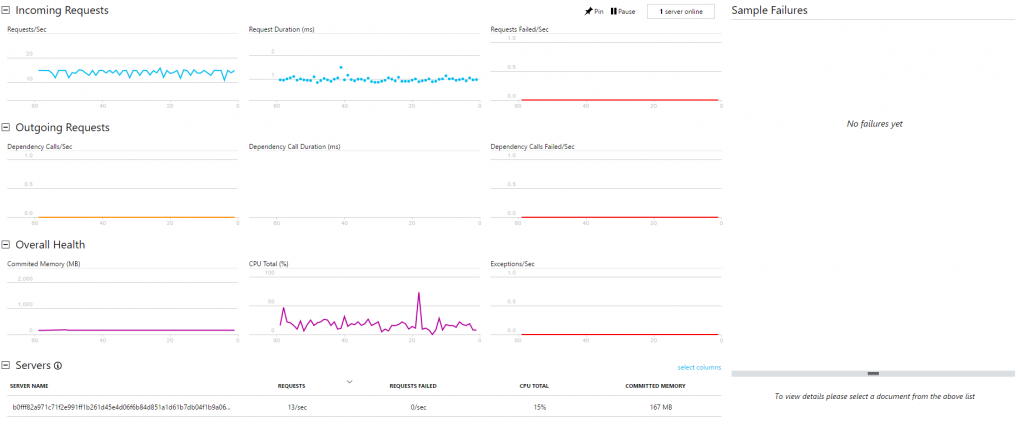 Incoming Requests
Pin
Pause
1 server online
Sample Failures
Requests/Sec
Request Duration (ms)
Requests Failed/Sec
20
10
60
40
20
0
2
1
60
40
20
0
1.0
0.5
0.0
60
40
20
0
No failures yet
Outgoing Requests
Dependency Calls/Sec
Dependency Call Duration (ms)
Dependency Calls Failed/Sec
1.0
0.5
0.0
60
40
20
0
60
40
20
0
1.0
0.5
0.0
60
40
20
0
Overall Health
Commited Memory (MB)
CPU Total (%)
Exceptions/Sec
2,000
1,000
0
60
40
20
0
100
50
0
60
40
20
0
1.0
0.5
0.0
60
40
20
0
Servers
select columns
SERVER NAME
REQUESTS
REQUESTS FAILED
CPU TOTAL
COMMITTED MEMORY
b0fff82a971c71f2e991ff1b261d45e4d06f6b84d851a1d61b7db04f1b9a06...
13/sec
0/sec
15%
167 MB
To view details please select a document from the above list